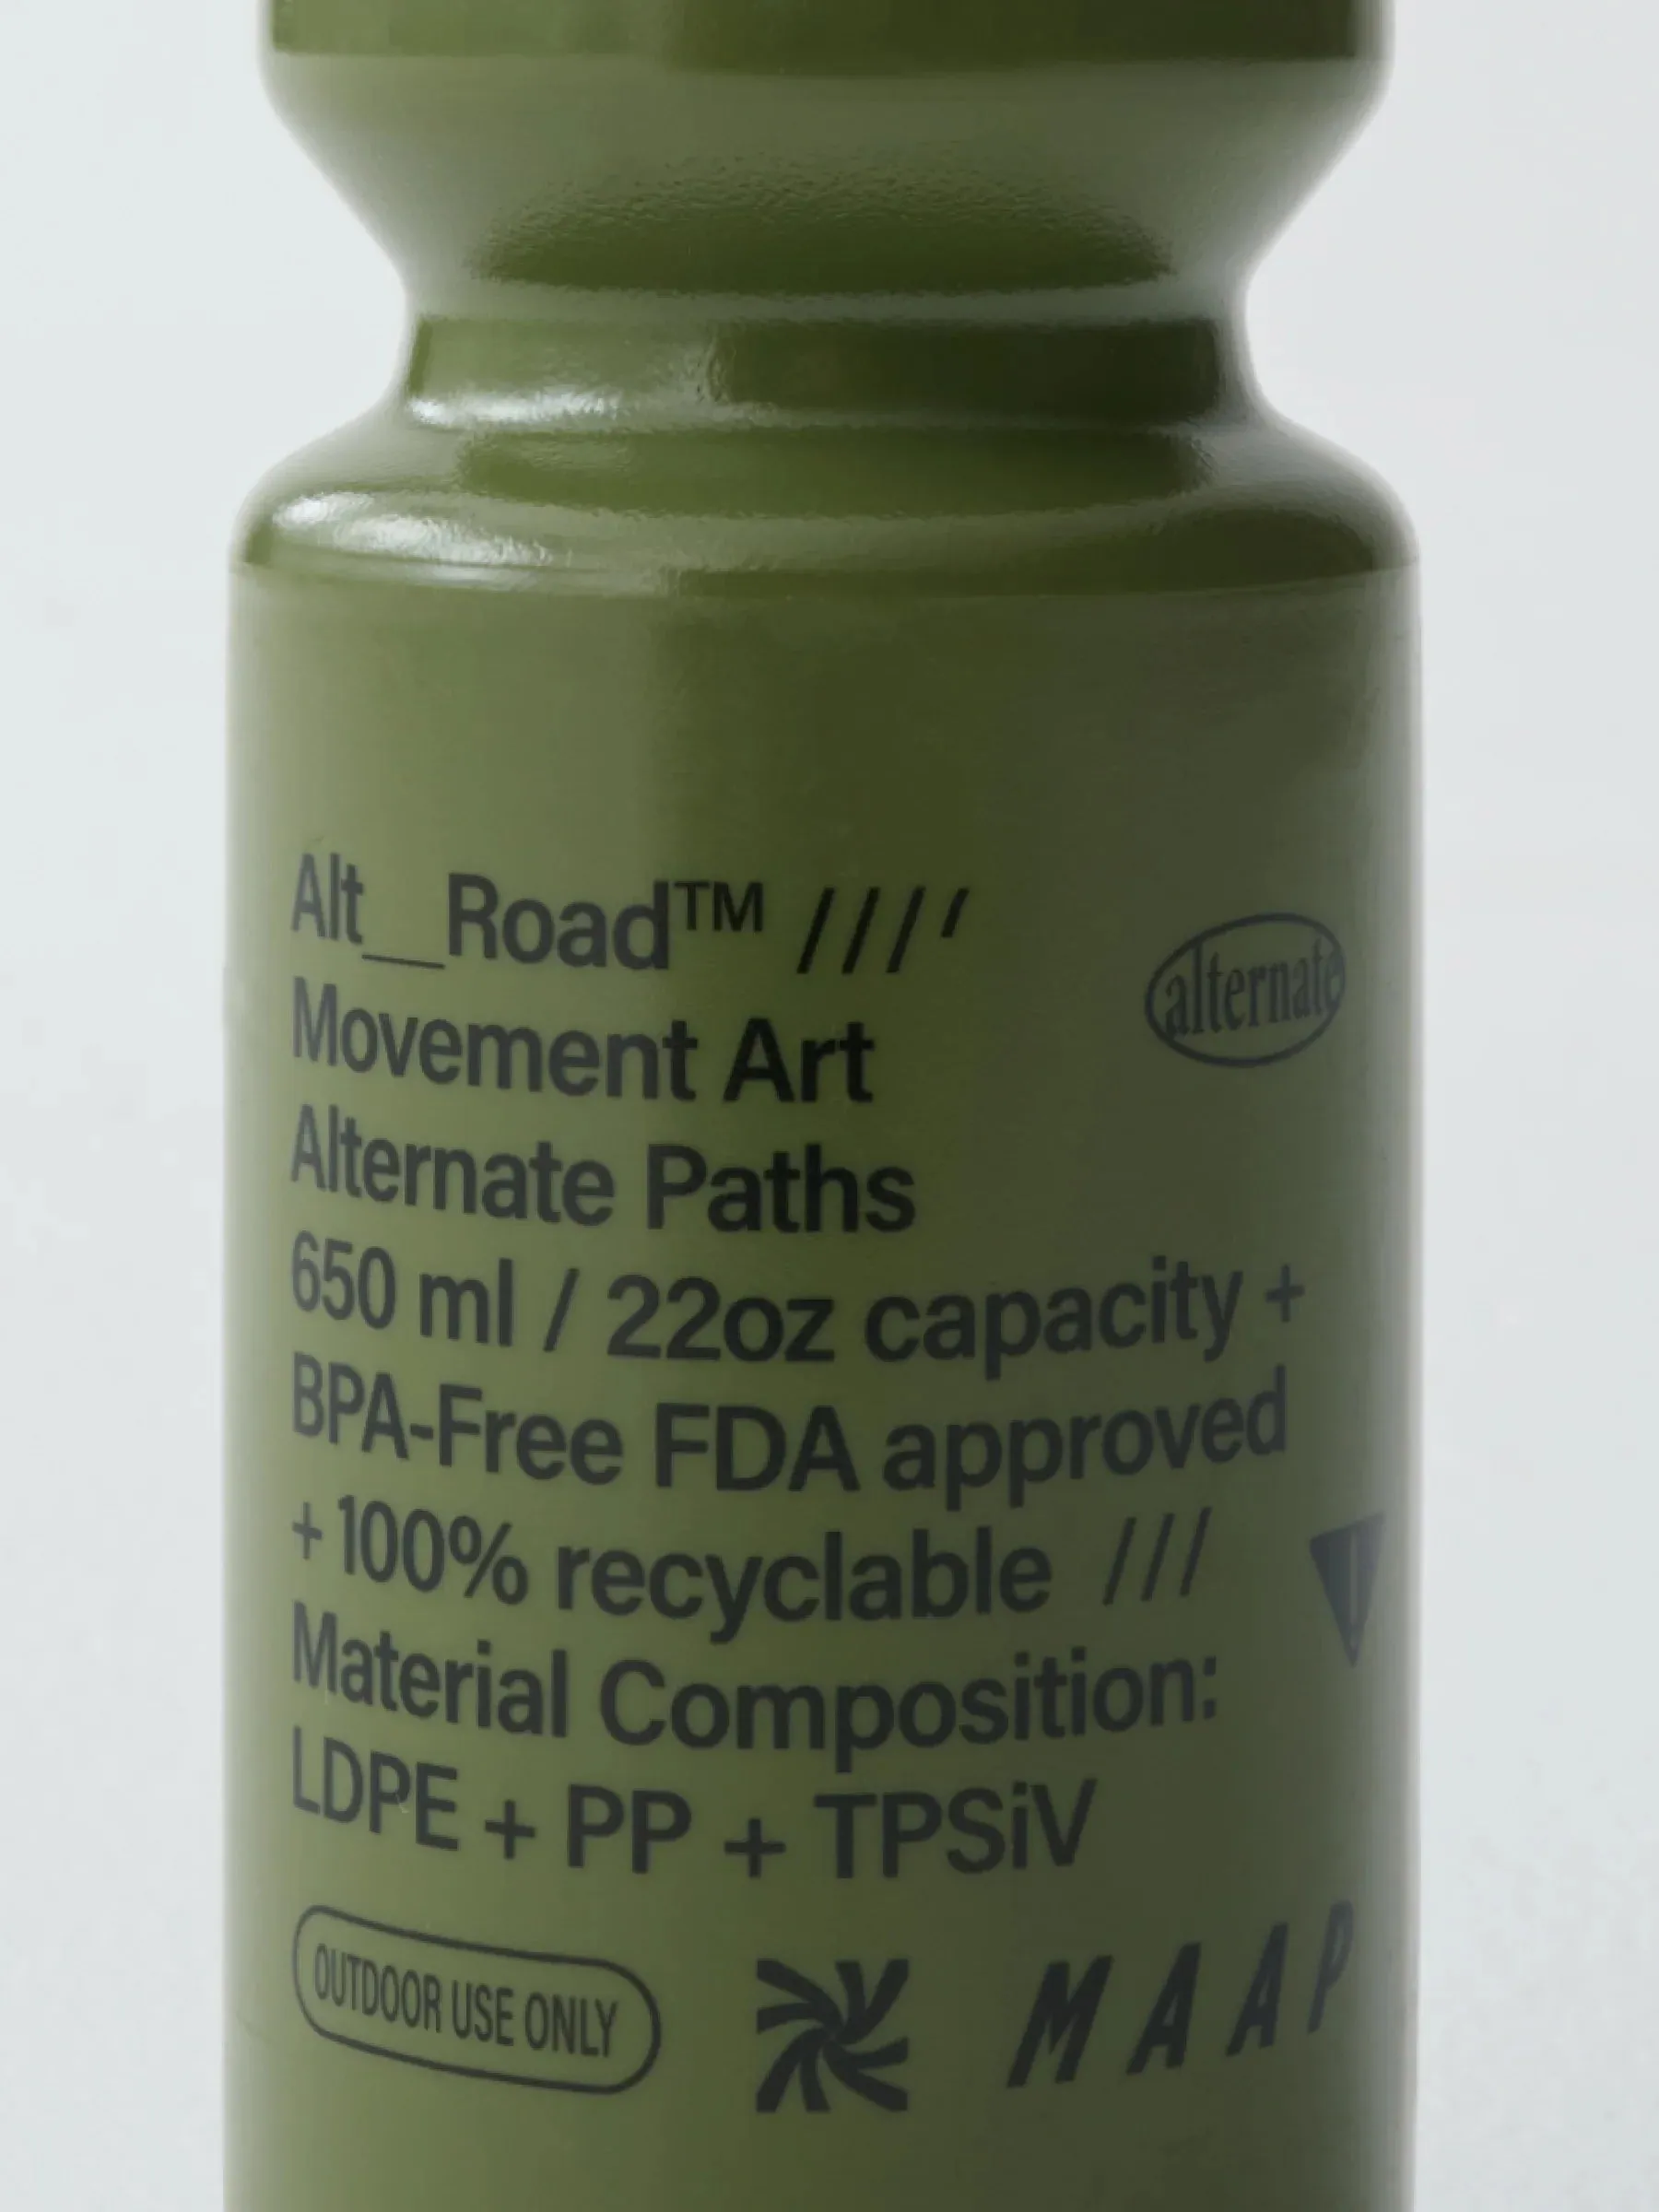 Alt__Road™ ////
alternate
Movement Art
Alternate Paths
650 ml / 22oz capacity +
BPA-Free FDA approved
+ 100% recyclable ///
Material Composition:
LDPE + PP + TPSiV
OUTDOOR USE ONLY
MAAP